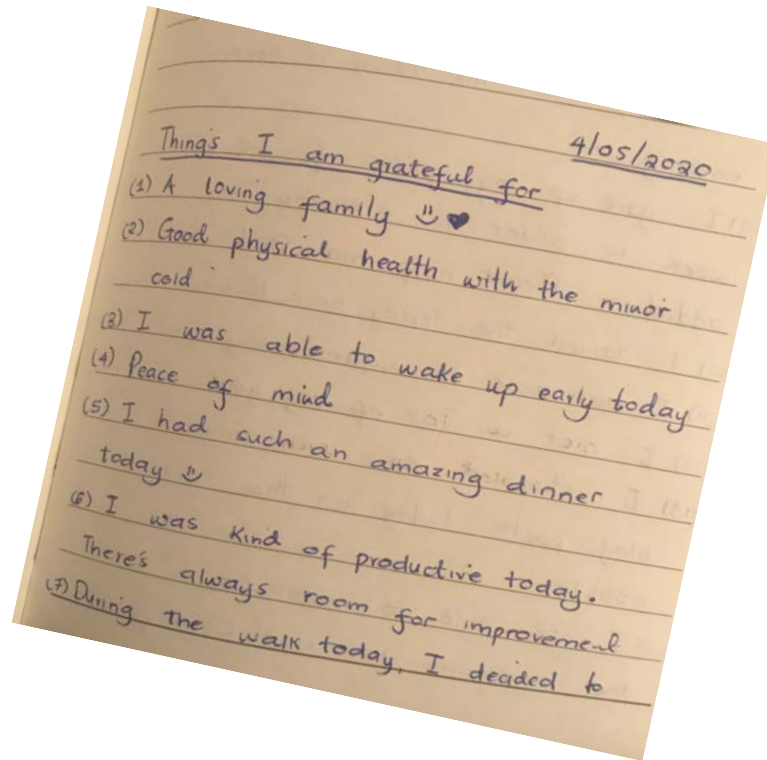 4/05/2020
Things I am grateful for
(1) A loving family
(2) Good physical health with the minor
cold
(3) I was able to wake up early today
(4) Peace of mind
(5) I had such an amazing dinner
today
(6) I was kind of productive today.
There's always room for improvement
(7) During the walk today, I decided to